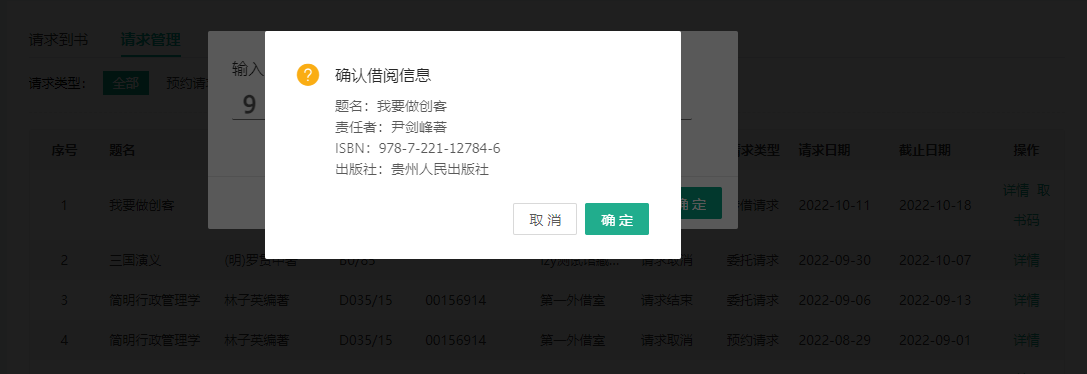 请求到书 请求管理
请求类型： 全部 预约请
输入
9
确认借阅信息
题名：我要做创客
责任者：尹剑峰著
ISBN：978-7-221-12784-6
出版社：贵州人民出版社
取 消 确 定
确 定
序号 题名 请求类型 请求日期 截止日期 操作
1 我要做创客 借请求 2022-10-11 2022-10-18 详情 取书码
2 三国演义 (明)罗贯中著 委托请求 2022-09-30 2022-10-07 详情
请求取消
3 简明行政管理学 林子英编著 D035/15 00156914 第一外借室 请求结束 委托请求 2022-09-06 2022-09-13 详情
4 简明行政管理学 林子英编著 D035/15 00156914 第一外借室 请求取消 预约请求 2022-08-29 2022-09-01 详情